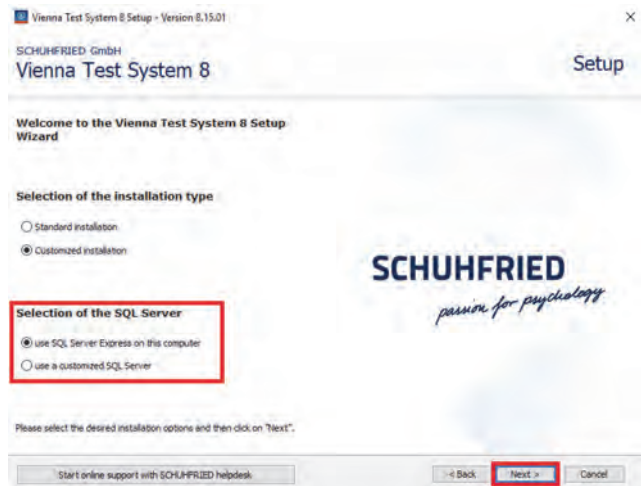 Vienna Test System 8 Setup - Version 8.15.01
SCHUHFRIED GmbH
Vienna Test System 8
Setup
Welcome to the Vienna Test System 8 Setup
Wizard
Selection of the installation type
Standard installation
Customized installation
SCHUHFRIED
passion for psychology
Selection of the SQL Server
use SQL Server Express on this computer
use a customized SQL Server
Please select the desired installation options and then click on "Next".
Start online support with SCHUHFRIED helpdesk
< Back
Next >
Cancel